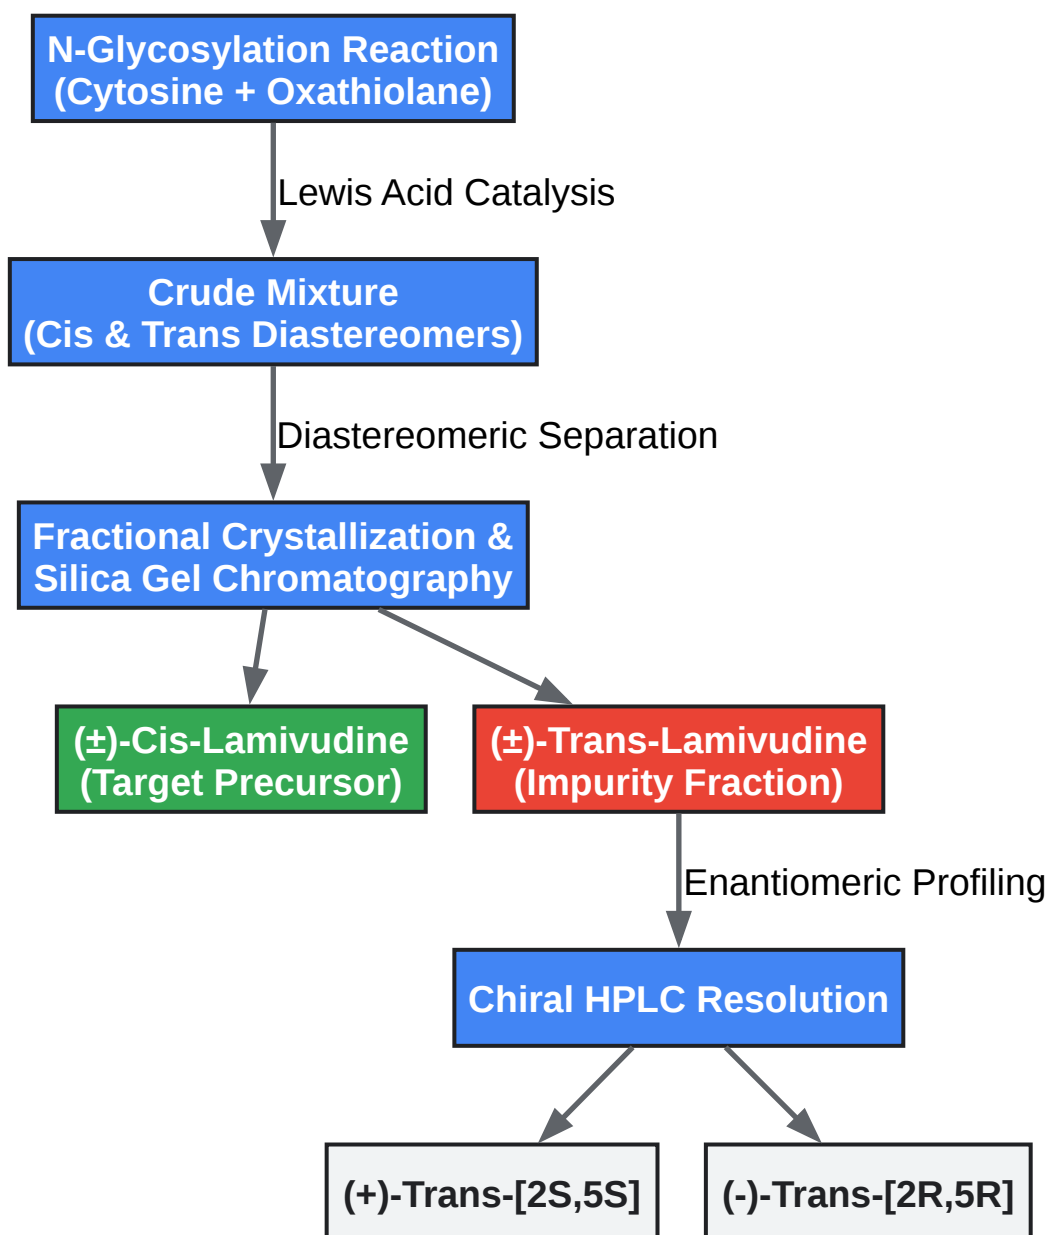 N-Glycosylation Reaction
(Cytosine + Oxathiolane)
Lewis Acid Catalysis
Crude Mixture
(Cis & Trans Diastereomers)
Diastereomeric Separation
Fractional Crystallization &
Silica Gel Chromatography
(±)-Cis-Lamivudine
(Target Precursor)
(±)-Trans-Lamivudine
(Impurity Fraction)
Enantiomeric Profiling
Chiral HPLC Resolution
(+)-Trans-[2S,5S]
(-)-Trans-[2R,5R]